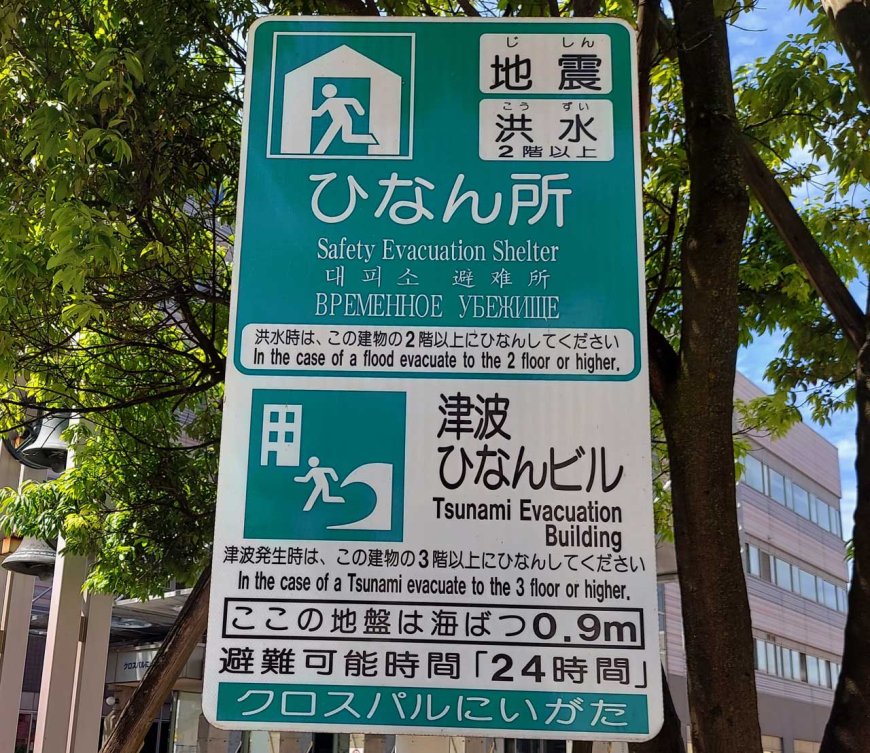 じ しん
地震
こう ずい
洪水
2階以上
ひなん所
Safety Evacuation Shelter
대피소 避难所
ВРЕМЕННОЕ УБЕЖИЩЕ
洪水時は、この建物の2階以上にひなんしてください
In the case of a flood evacuate to the 2 floor or higher.
津波
ひなんビル
Tsunami Evacuation
Building
津波発生時は、この建物の3階以上にひなんしてください
In the case of a Tsunami evacuate to the 3 floor or higher.
ここの地盤は海ばつ0.9m
避難可能時間「24時間」
クロスパルにいがた